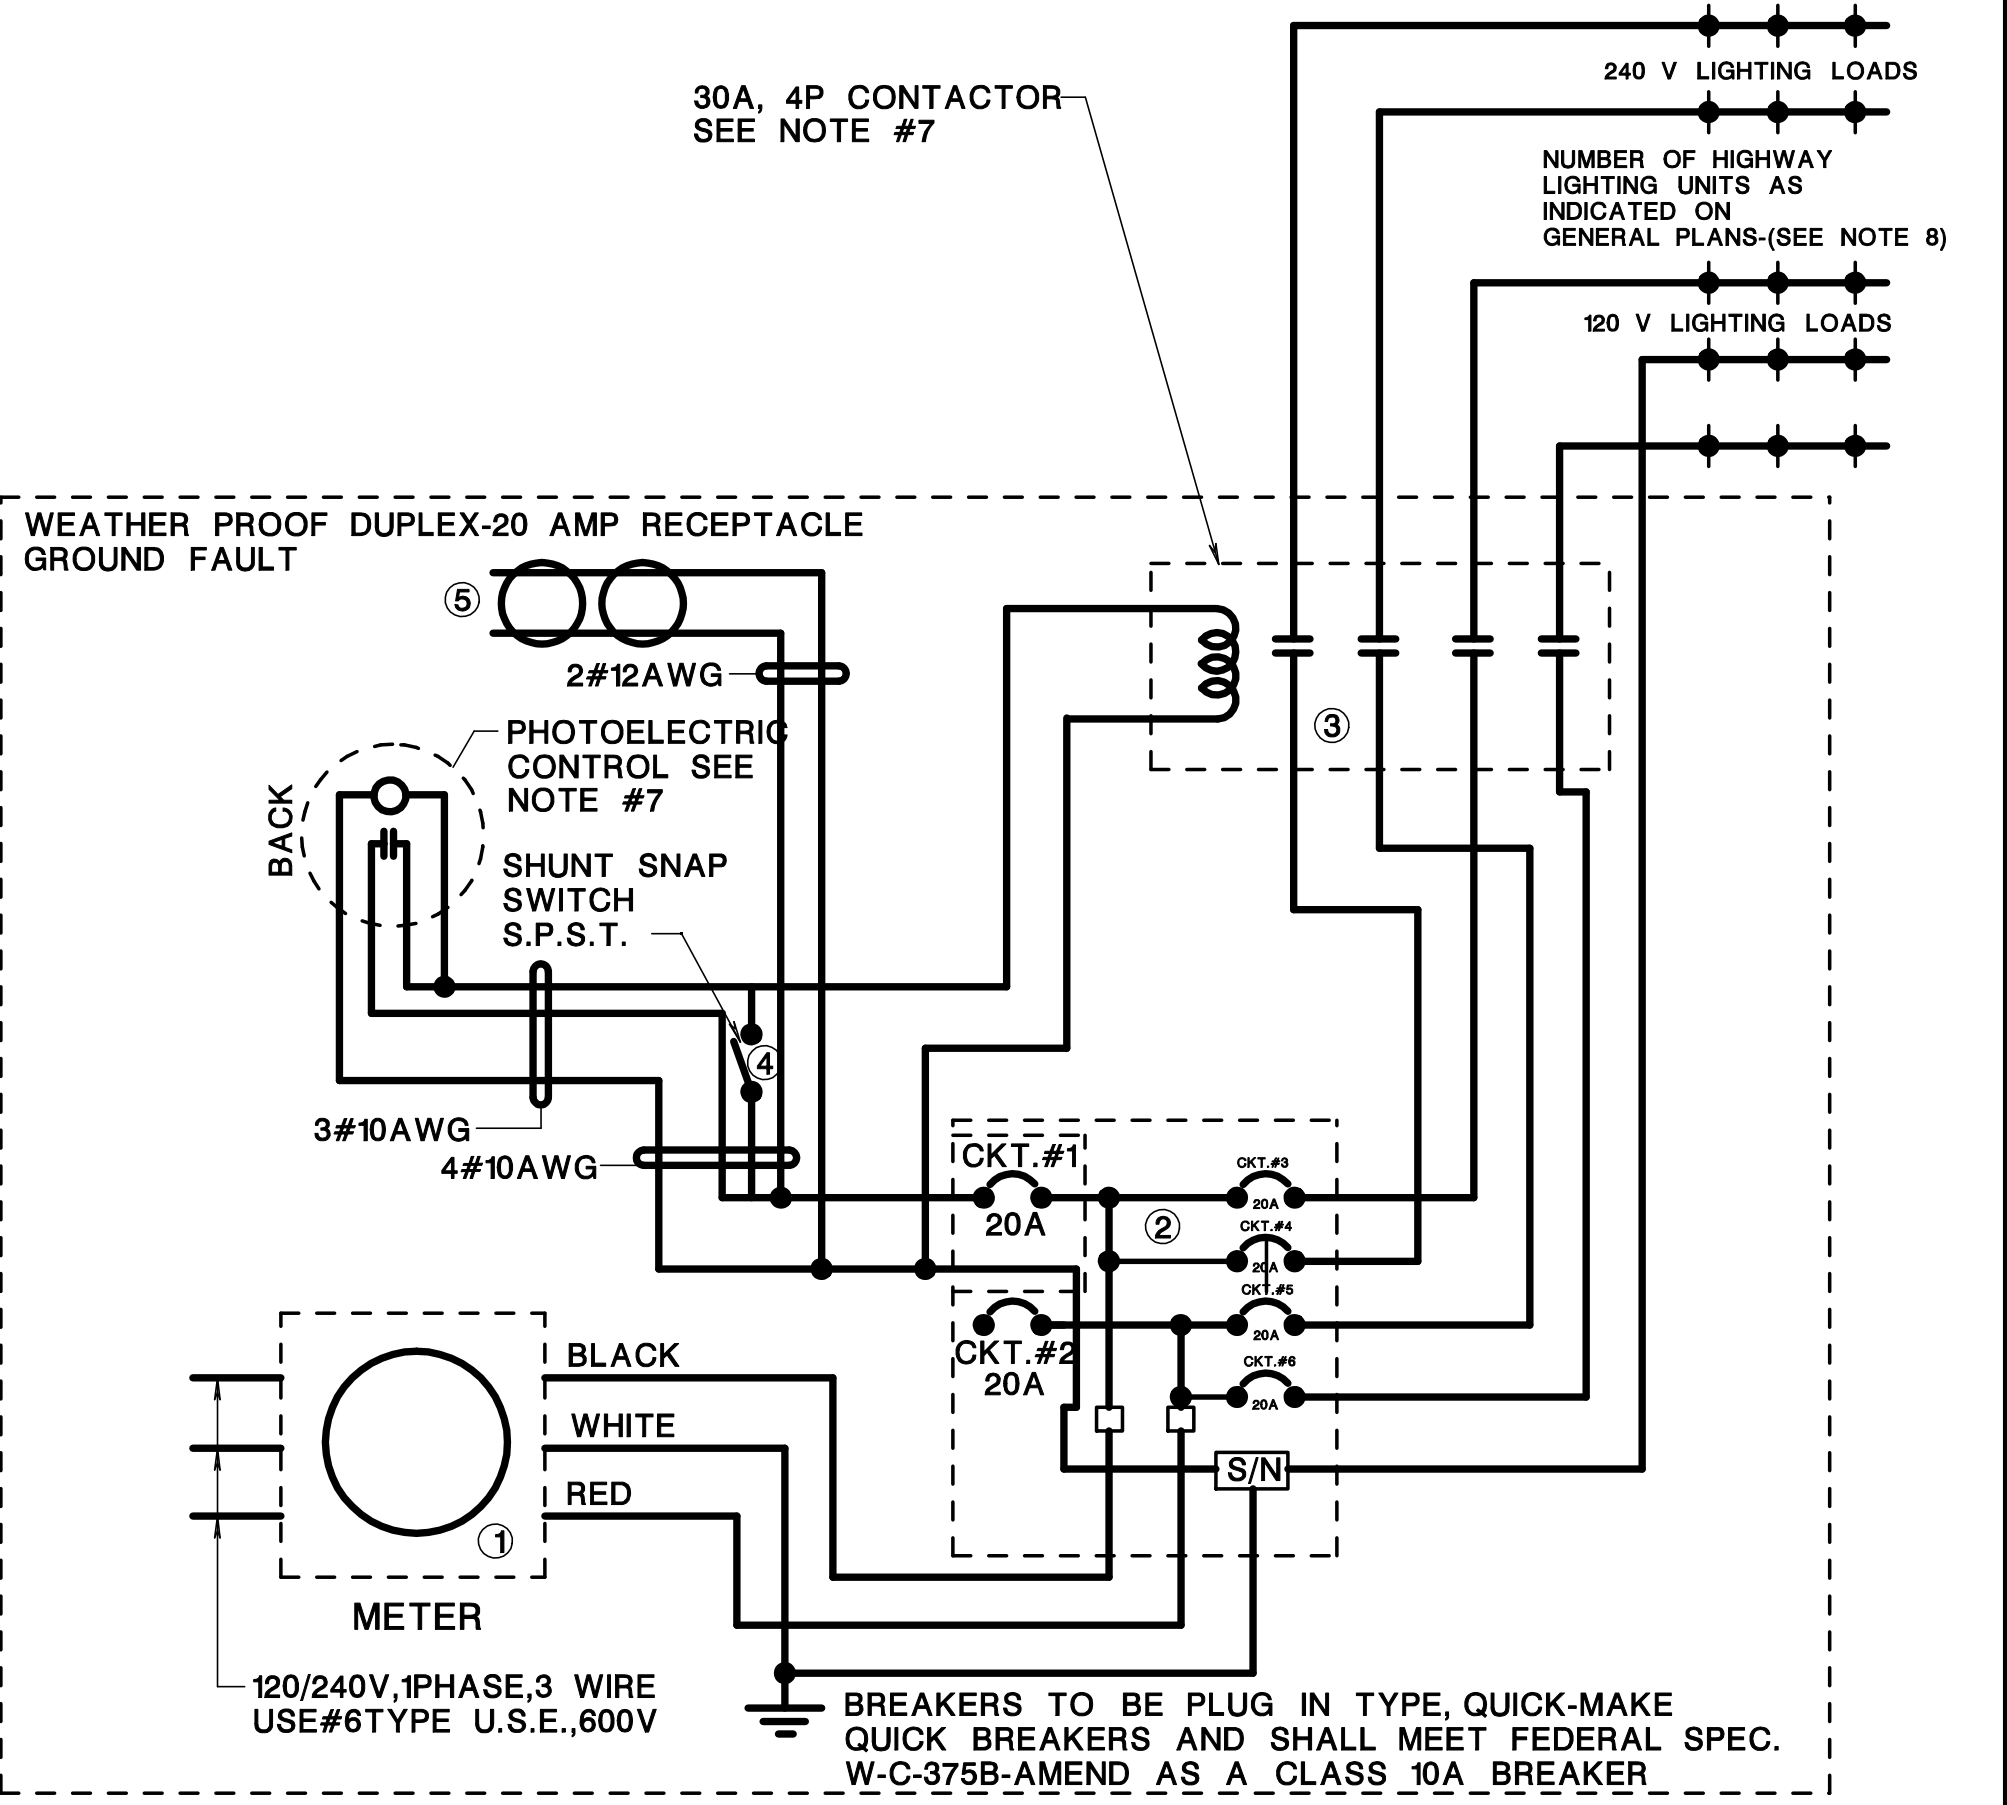 30A, 4P CONTACTOR
SEE NOTE #7
240 V LIGHTING LOADS
NUMBER OF HIGHWAY
LIGHTING UNITS AS
INDICATED ON
GENERAL PLANS-(SEE NOTE 8)
120 V LIGHTING LOADS
WEATHER PROOF DUPLEX-20 AMP RECEPTACLE
GROUND FAULT
5
2#12AWG
PHOTOELECTRIC
CONTROL SEE
NOTE #7
BACK
3
SHUNT SNAP
SWITCH
S.P.S.T.
4
3#10AWG
4#10AWG
CKT.#1
20A
2
CKT.#3
20A
CKT.#4
20A
CKT.#5
20A
CKT.#2
20A
CKT.#6
20A
S/N
BLACK
WHITE
RED
1
METER
120/240V,1PHASE,3 WIRE
USE#6TYPE U.S.E.,600V
BREAKERS TO BE PLUG IN TYPE, QUICK-MAKE
QUICK BREAKERS AND SHALL MEET FEDERAL SPEC.
W-C-375B-AMEND AS A CLASS 10A BREAKER